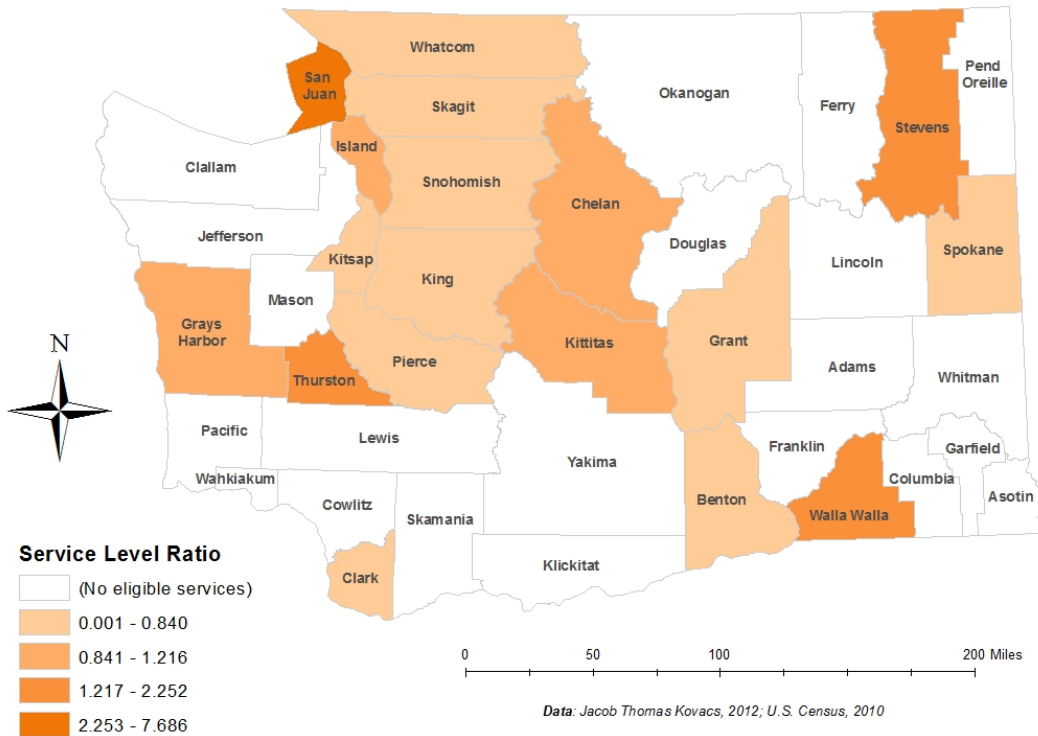 Whatcom
San
Juan
Skagit
Okanogan
Ferry
Pend
Oreille
Stevens
Island
Clallam
Snohomish
Chelan
Jefferson
Kitsap
King
Douglas
Lincoln
Spokane
Mason
Grays
Harbor
Thurston
Pierce
Kittitas
Grant
Adams
Whitman
N
Pacific
Lewis
Yakima
Franklin
Garfield
Wahkiakum
Columbia
Asotin
Cowlitz
Skamania
Benton
Walla Walla
Clark
Klickitat
Service Level Ratio
(No eligible services)
0.001 - 0.840
0.841 - 1.216
1.217 - 2.252
2.253 - 7.686
0 50 100 200 Miles
Data: Jacob Thomas Kovacs, 2012; U.S. Census, 2010